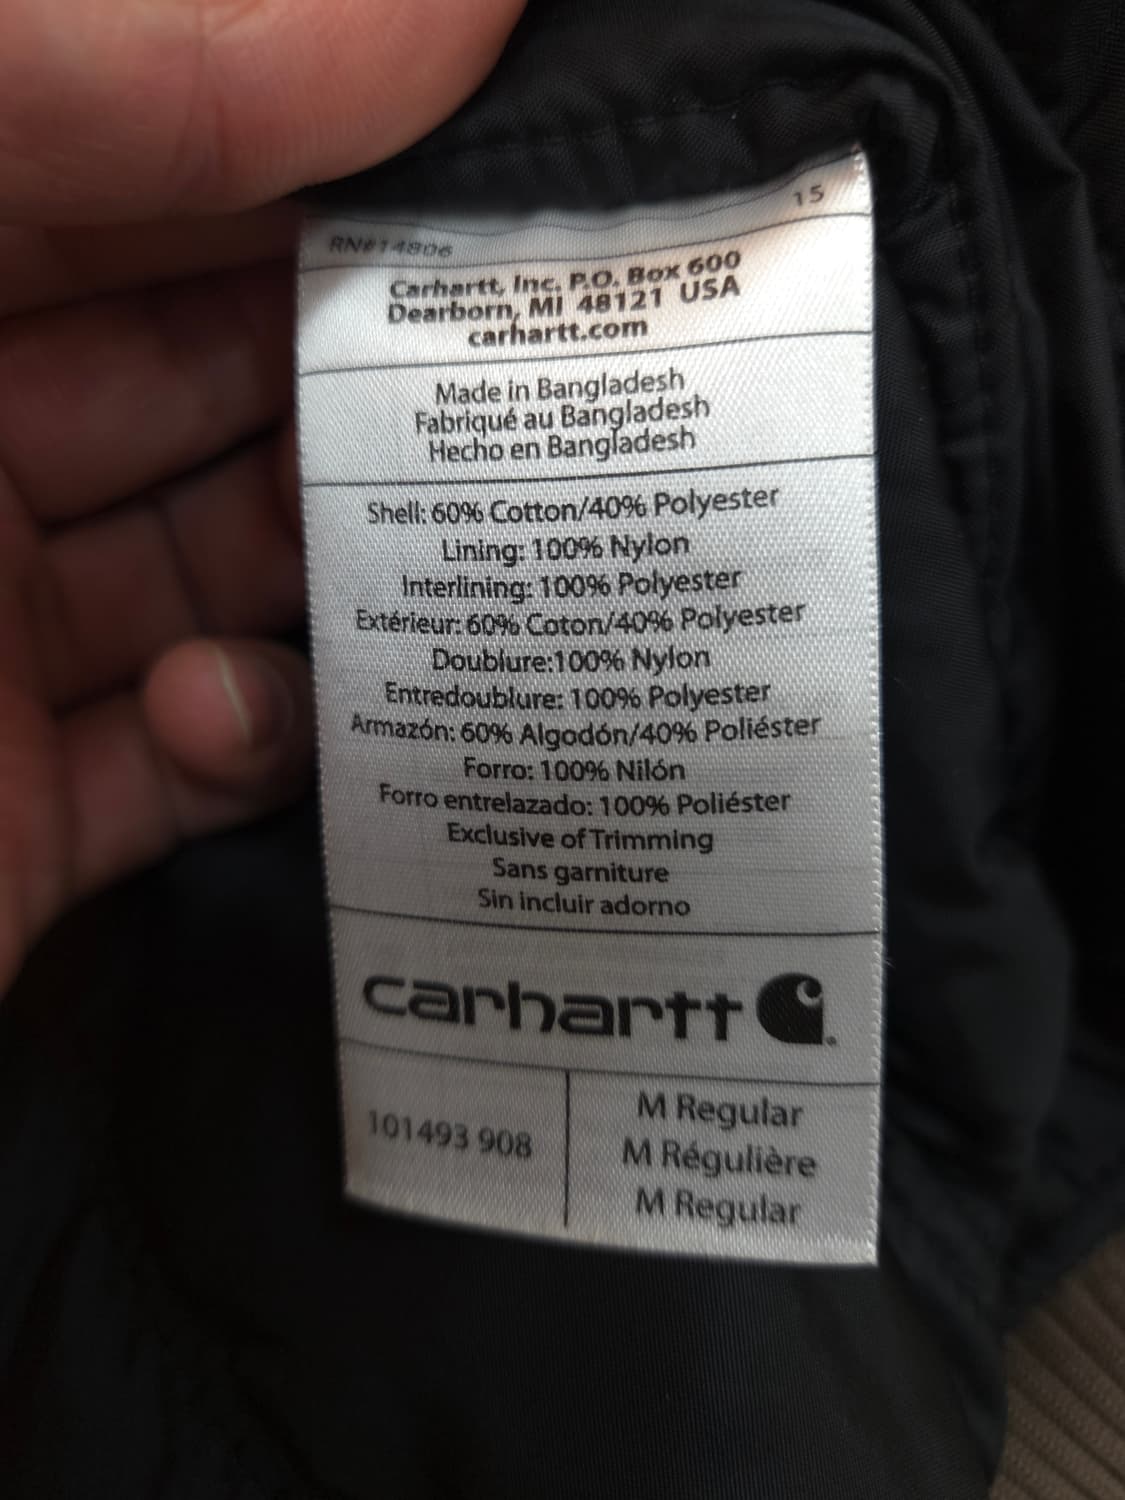 15
RN#14806
Carhartt, Inc. P.O. Box 600
Dearborn, MI 48121 USA
carhartt.com
Made in Bangladesh
Fabriqué au Bangladesh
Hecho en Bangladesh
Shell: 60% Cotton/40% Polyester
Lining: 100% Nylon
Interlining: 100% Polyester
Extérieur: 60% Coton/40% Polyester
Doublure:100% Nylon
Entredoublure: 100% Polyester
Armazón: 60% Algodón/40% Poliéster
Forro: 100% Nilón
Forro entrelazado: 100% Poliéster
Exclusive of Trimming
Sans garniture
Sin incluir adorno
carhartt
101493 908
M Regular
M Régulière
M Regular